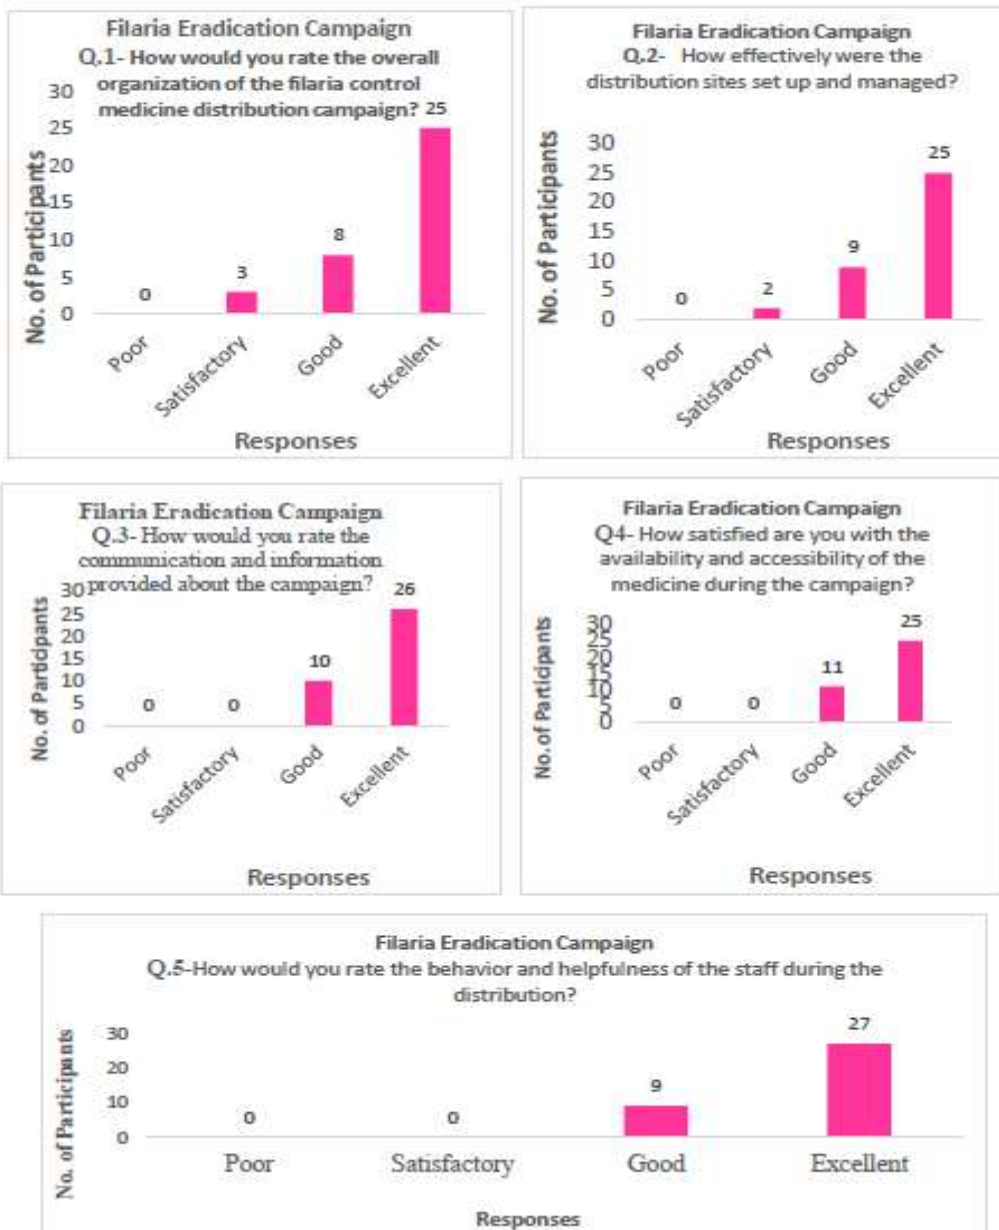 Filaria Eradication Campaign
Q.1- How would you rate the overall
organization of the filaria control
medicine distribution campaign?
No. of Participants
30
25
20
15
10
5
0
0
3
8
25
Poor
Satisfactory
Good
Excellent
Responses
Filaria Eradication Campaign
Q.2- How effectively were the
distribution sites set up and managed?
No. of Participants
30
25
20
15
10
5
0
0
2
9
25
Poor
Satisfactory
Good
Excellent
Responses
Filaria Eradication Campaign
Q.3- How would you rate the
communication and information
provided about the campaign?
No. of Participants
30
25
20
15
10
5
0
0
0
10
26
Poor
Satisfactory
Good
Excellent
Responses
Filaria Eradication Campaign
Q4- How satisfied are you with the
availability and accessibility of the
medicine during the campaign?
No. of Participants
30
25
20
15
10
5
0
0
0
11
25
Poor
Satisfactory
Good
Excellent
Responses
Filaria Eradication Campaign
Q.5-How would you rate the behavior and helpfulness of the staff during the
distribution?
No. of Participants
30
20
10
0
0
0
9
27
Poor
Satisfactory
Good
Excellent
Responses